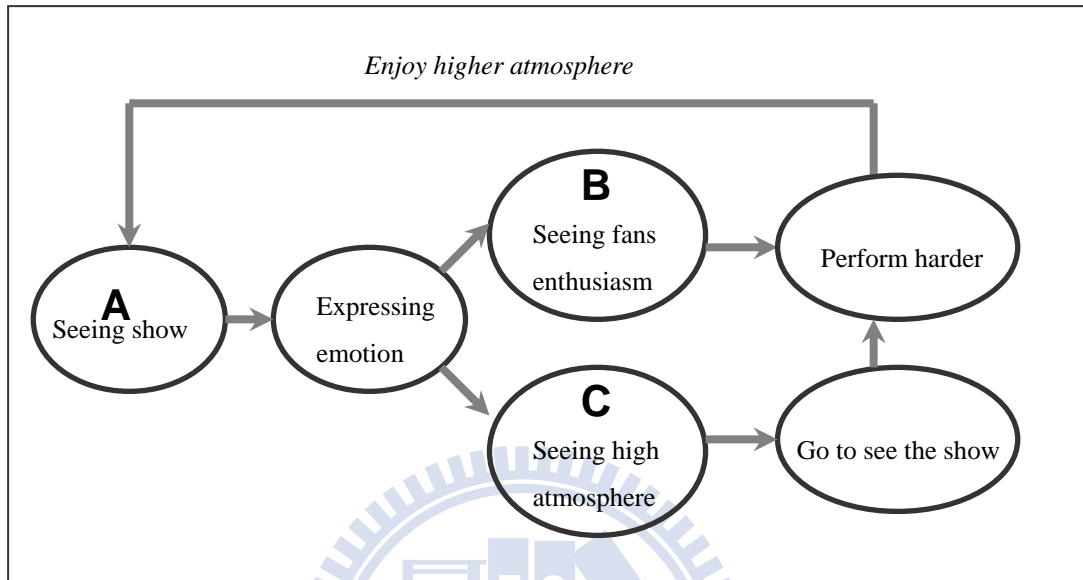 Enjoy higher atmosphere
A
Seeing show
Expressing
emotion
B
Seeing fans
enthusiasm
Perform harder
C
Seeing high
atmosphere
Go to see the show